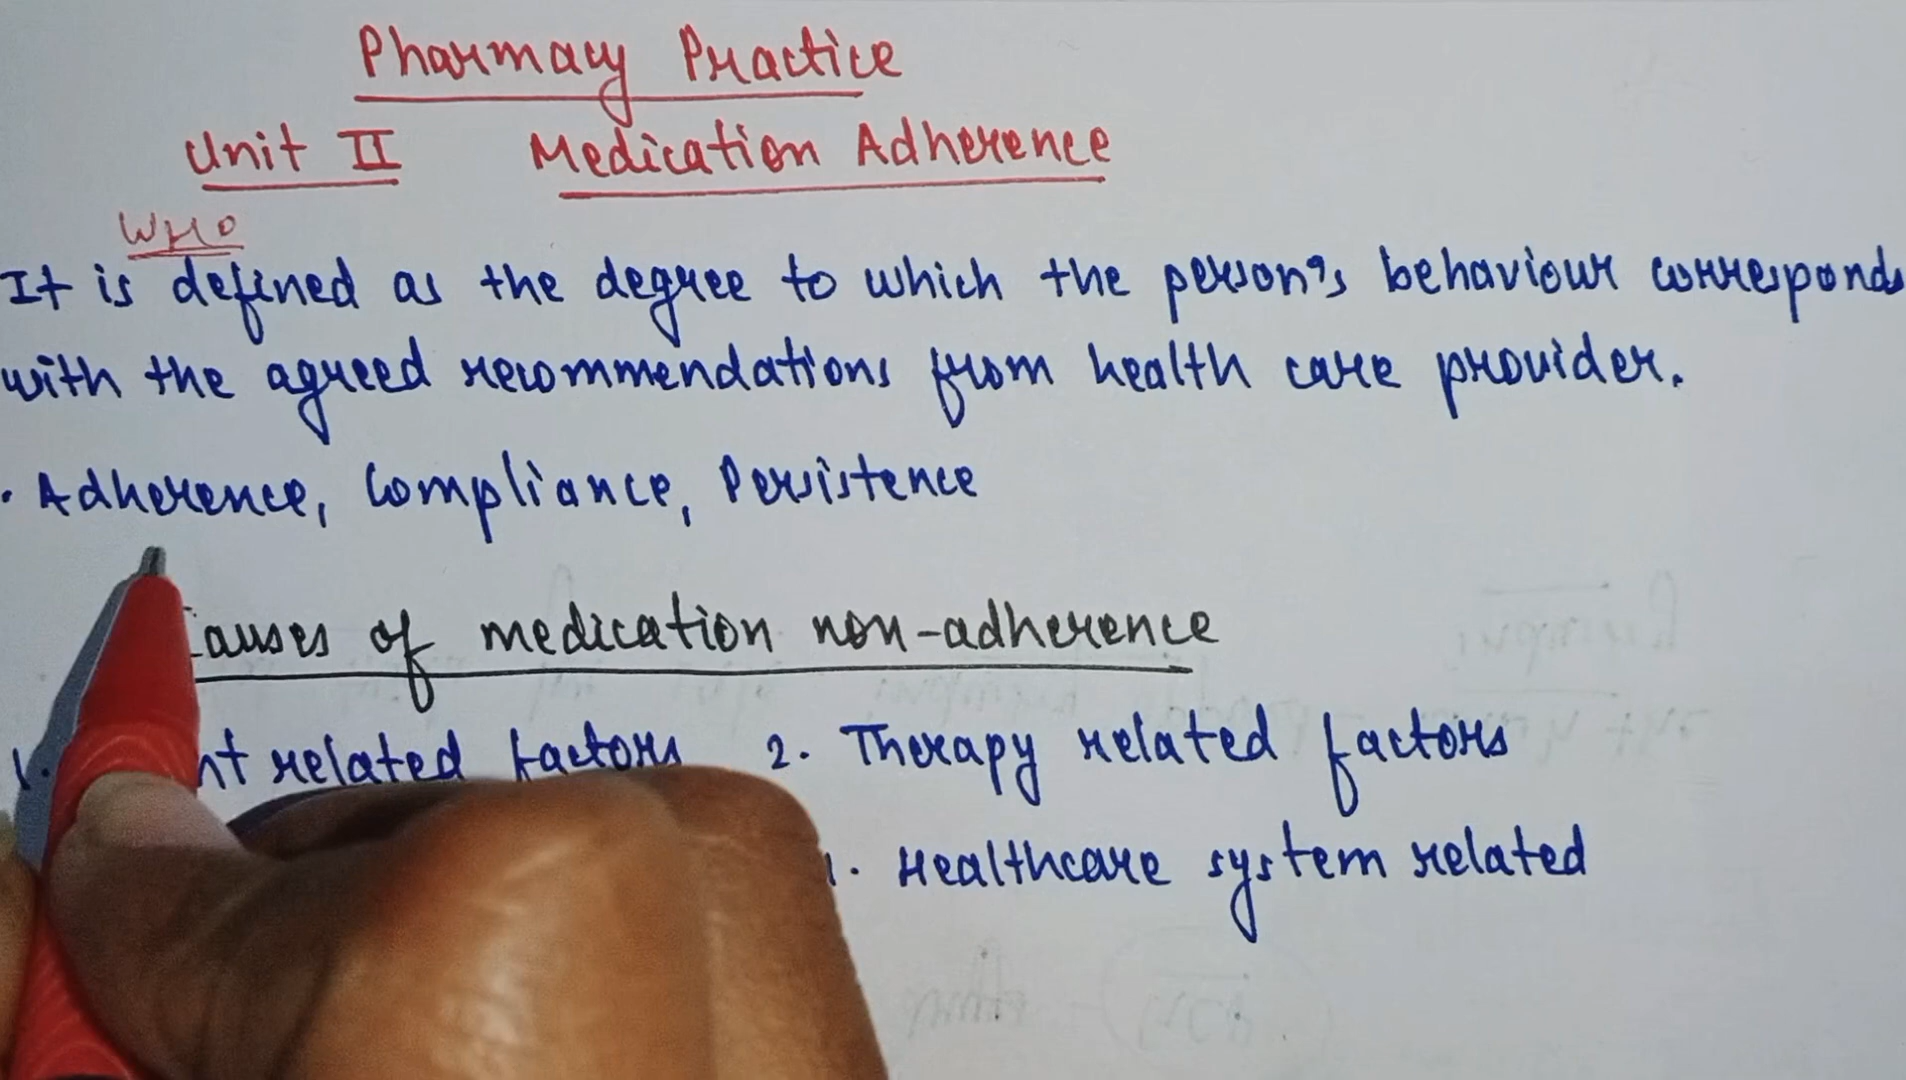 Pharmacy Practice
Unit II Medication Adherence
WHO
It is defined as the degree to which the person's behaviour corresponds
with the agreed recommendations from health care provider.
. Adherence, Compliance, Persistence
Causes of medication non-adherence
1. nt related factors 2. Therapy related factors
. Healthcare system related